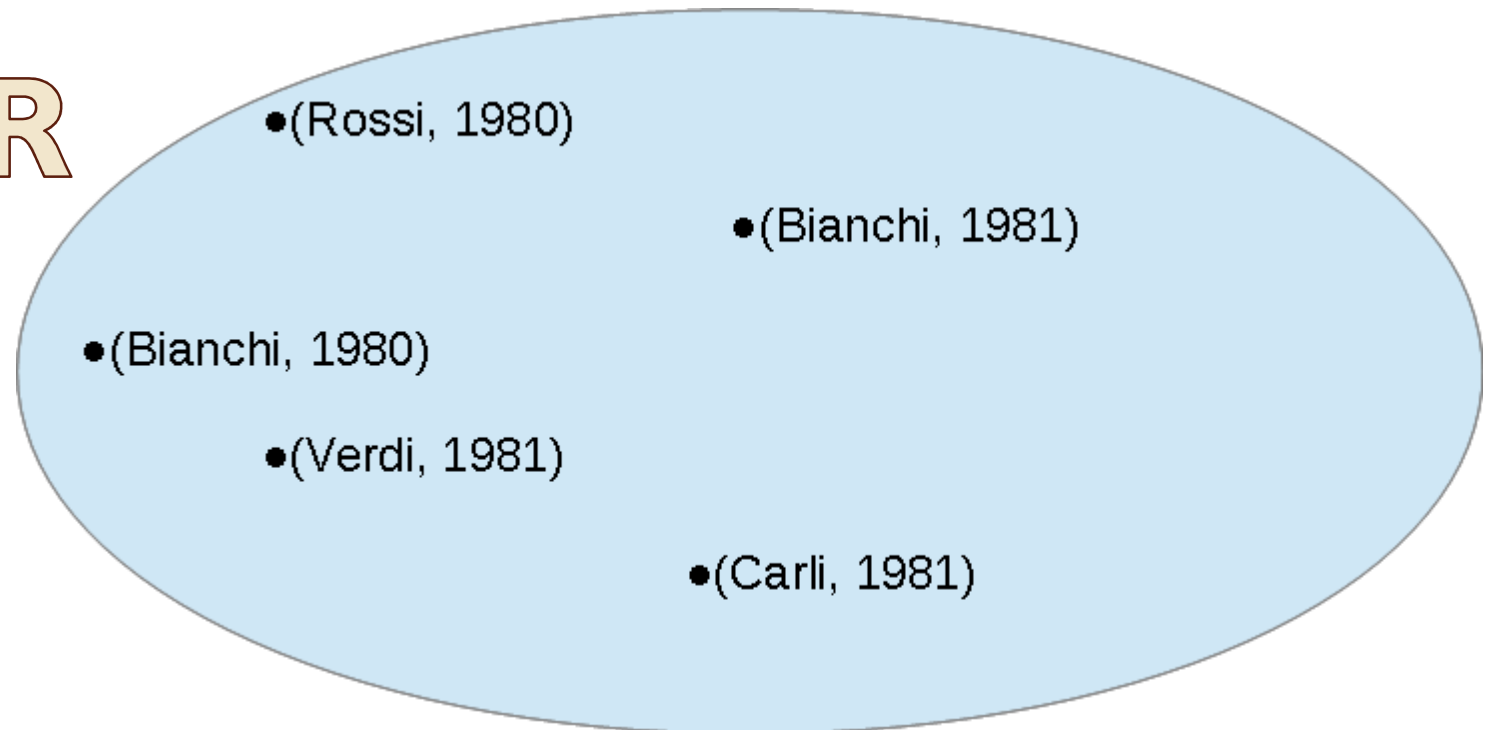 R
(Rossi, 1980)
(Bianchi, 1981)
(Bianchi, 1980)
(Verdi, 1981)
(Carli, 1981)